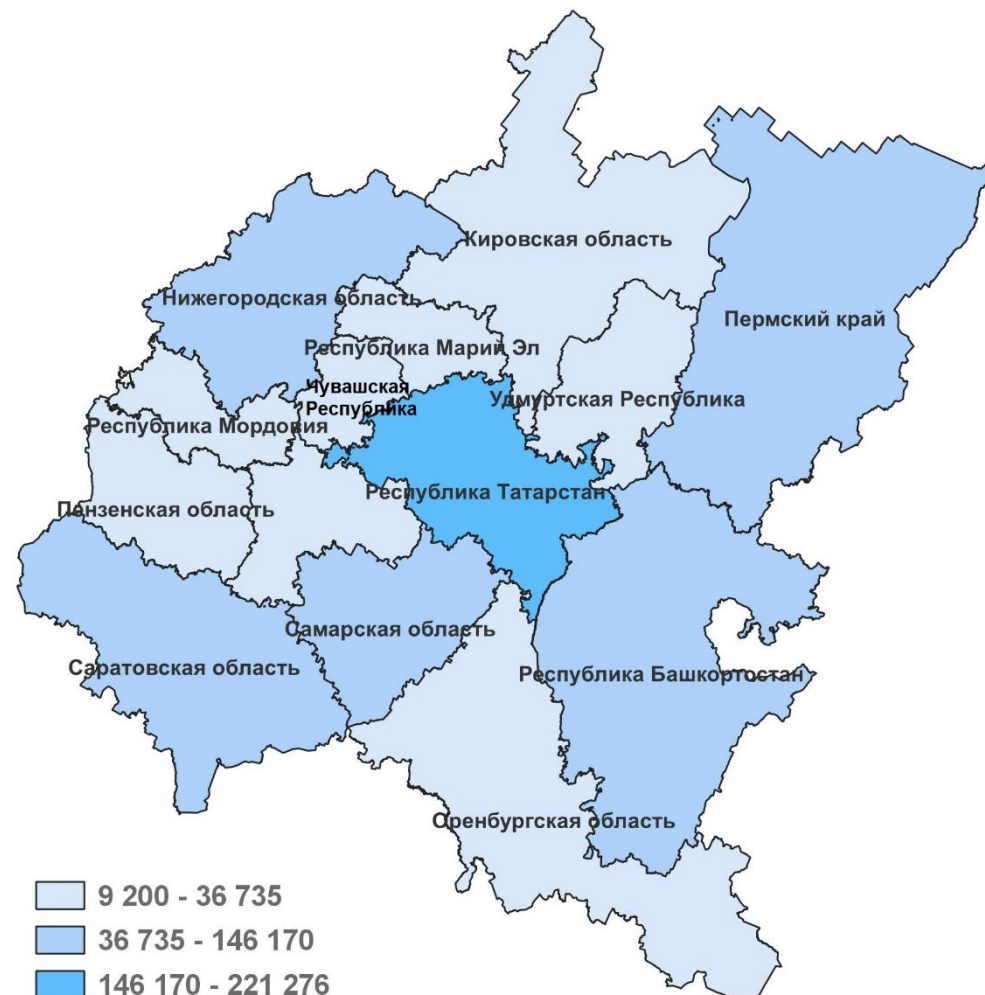 Кировская область
Нижегородская область
Пермский край
Республика Марий Эл
Чувашская
Республика
Удмуртская Республика
Республика Мордовия
Республика Татарстан
Пензенская область
Самарская область
Саратовская область
Республика Башкортостан
Оренбургская область
9 200 - 36 735
36 735 - 146 170
146 170 - 221 276